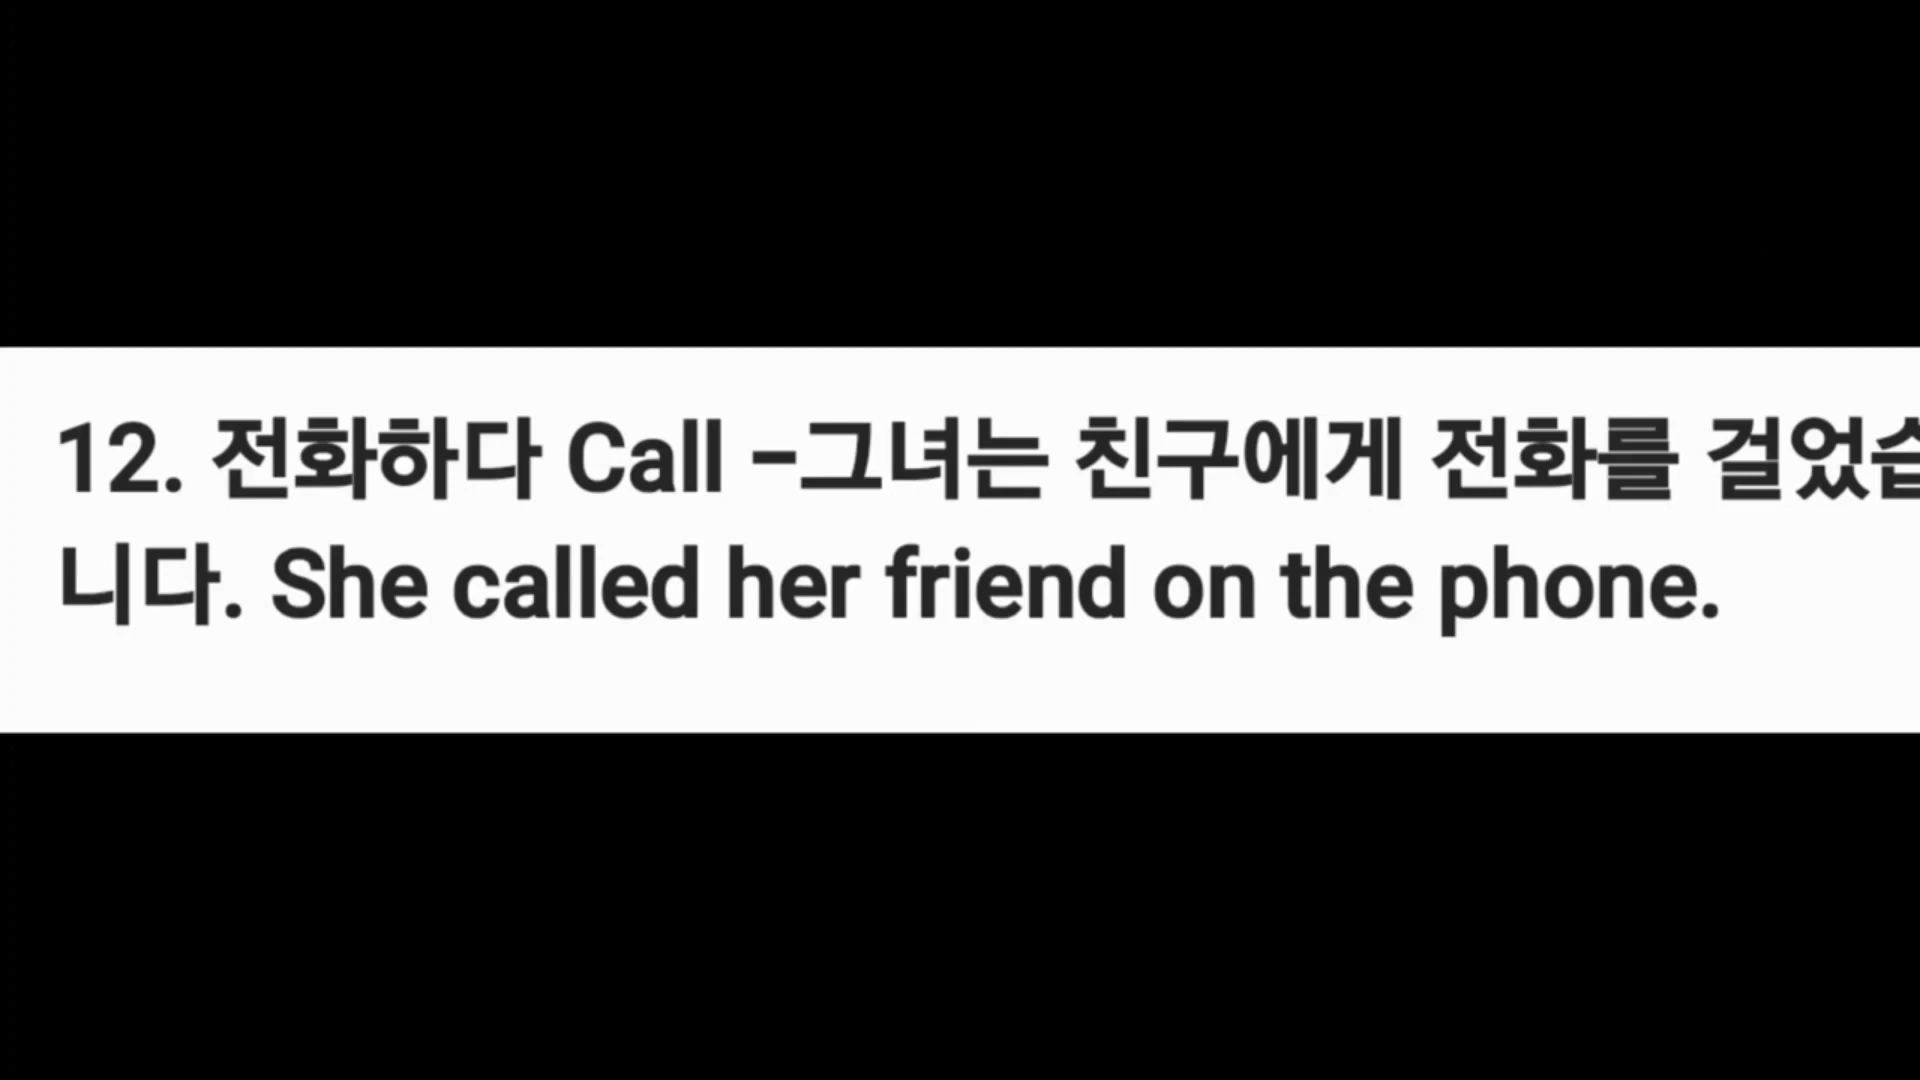 12. 전화하다 Call -그녀는 친구에게 전화를 걸었습
니다. She called her friend on the phone.